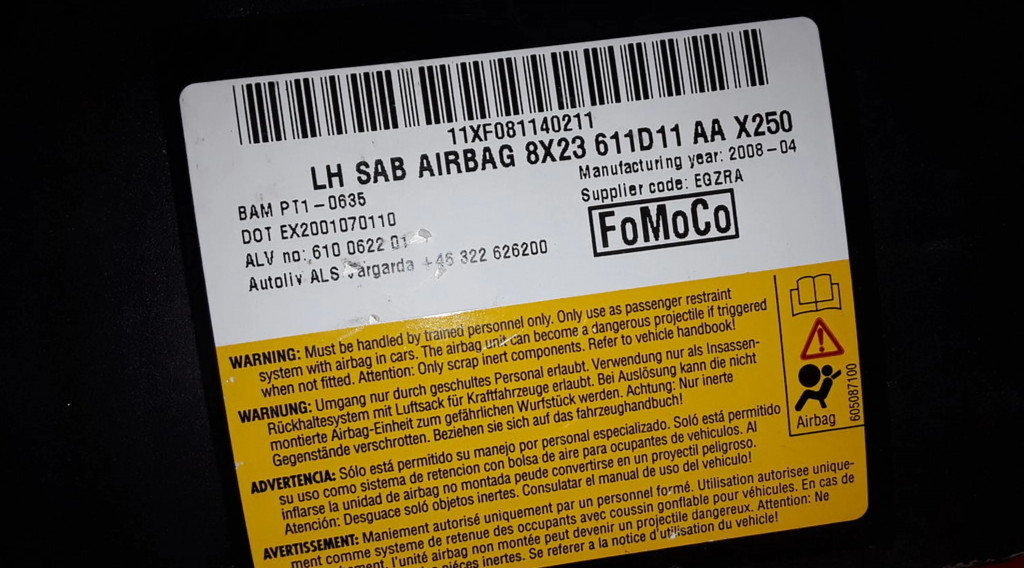 11XF081140211
LH SAB AIRBAG 8X23 611D11 AA X250
BAM PT1-0635
DOT EX2001070110
ALV no: 610 0622 01
Autoliv ALS +46 322 626200
Manufacturing year: 2008-04
Supplier code: EGZRA
FoMoCo
WARNING: Must be handled by trained personnel only. Only use as passenger restraint
system with airbag in cars. The airbag unit can become a dangerous projectile if triggered
when not fitted. Attention: Only scrap inert components. Refer to vehicle handbook!
WARNUNG: Umgang nur durch geschultes Personal erlaubt. Verwendung nur als Insassen-
Rückhaltesystem mit Luftsack für Kraftfahrzeuge erlaubt. Bei Auslösung kann die nicht
montierte Airbag-Einheit zum gefährlichen Wurfstück werden. Achtung: Nur inerte
Gegenstände verschrotten. Beziehen sie sich auf das fahrzeughandbuch!
ADVERTENCIA: Sólo está permitido su manejo por personal especializado. Soló está permitido
su uso como sistema de retencion con bolsa de aire para ocupantes de vehiculos. Al
inflarse la unidad de airbag no montada peude convertirse en un proyectil peligroso.
Atención: Desguace soló objetos inertes. Consulatar el manual de uso del vehículo!
AVERTISSEMENT: Maniement autorisé uniquement par un personnel formé. Utilisation autorisee unique-
ment comme systeme de retenue des occupants avec coussin gonflable pour véhicules. En cas de
l'unité airbag non montée peut devenir un projectile dangereux. Attention: Ne
pièces inertes. Se referer a la notice d'utilisation du vehicle!
Airbag
605087100